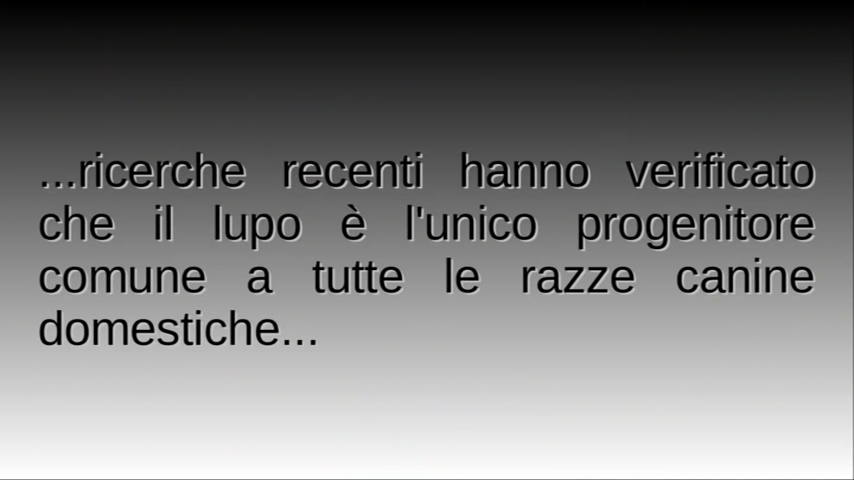 ...ricerche recenti hanno verificato
che il lupo è l'unico progenitore
comune a tutte le razze canine
domestiche...